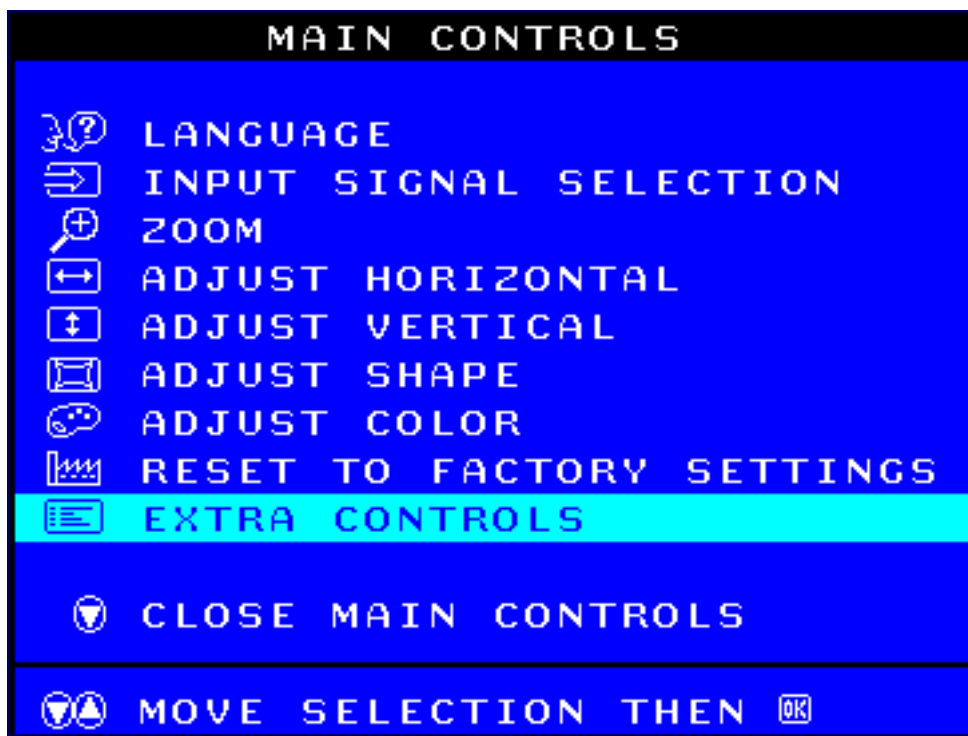 MAIN CONTROLS
LANGUAGE
INPUT SIGNAL SELECTION
ZOOM
ADJUST HORIZONTAL
ADJUST VERTICAL
ADJUST SHAPE
ADJUST COLOR
RESET TO FACTORY SETTINGS
EXTRA CONTROLS
CLOSE MAIN CONTROLS
MOVE SELECTION THEN OK